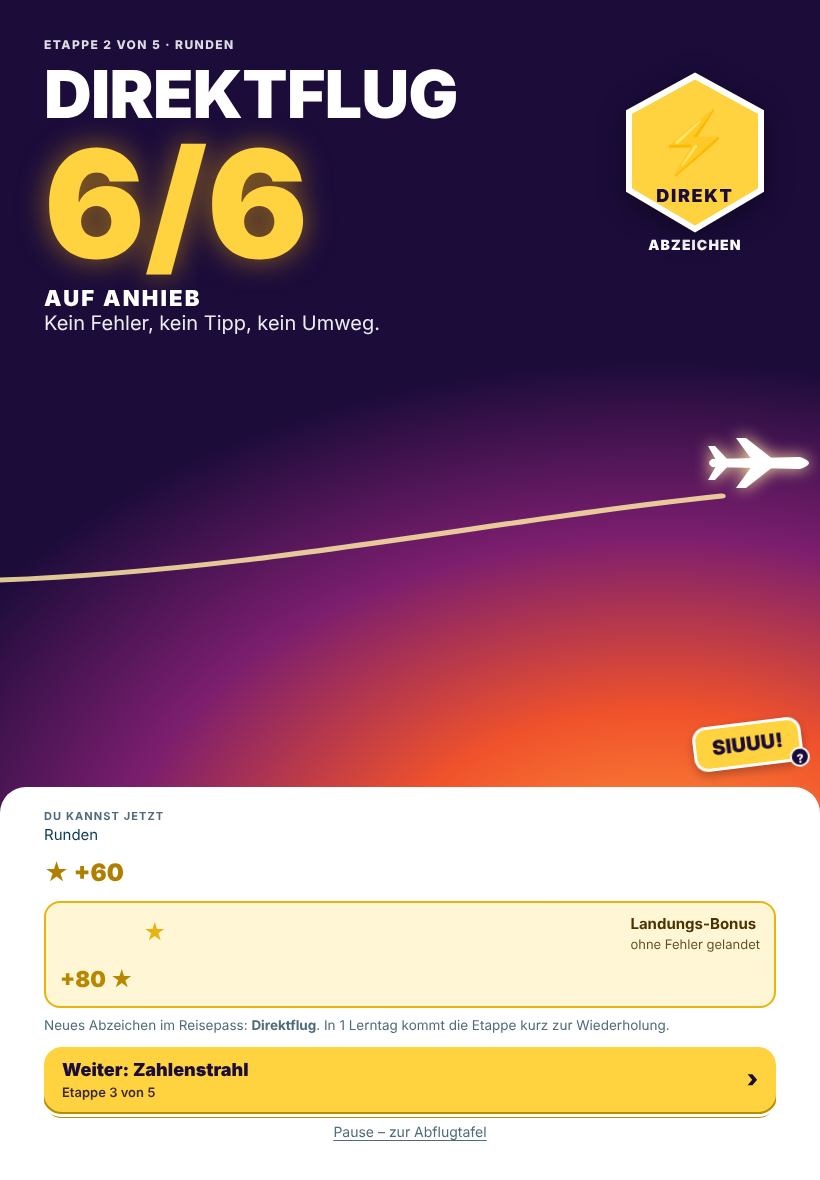 ETAPPE 2 VON 5 · RUNDEN
DIREKTFLUG
6/6
AUF ANHIEB
Kein Fehler, kein Tipp, kein Umweg.
DIREKT
ABZEICHEN
SIUUU!
?
DU KANNST JETZT
Runden
★ +60
★
Landungs-Bonus
ohne Fehler gelandet
+80 ★
Neues Abzeichen im Reisepass: Direktflug. In 1 Lerntag kommt die Etappe kurz zur Wiederholung.
Weiter: Zahlenstrahl
Etappe 3 von 5
›
Pause – zur Abflugtafel